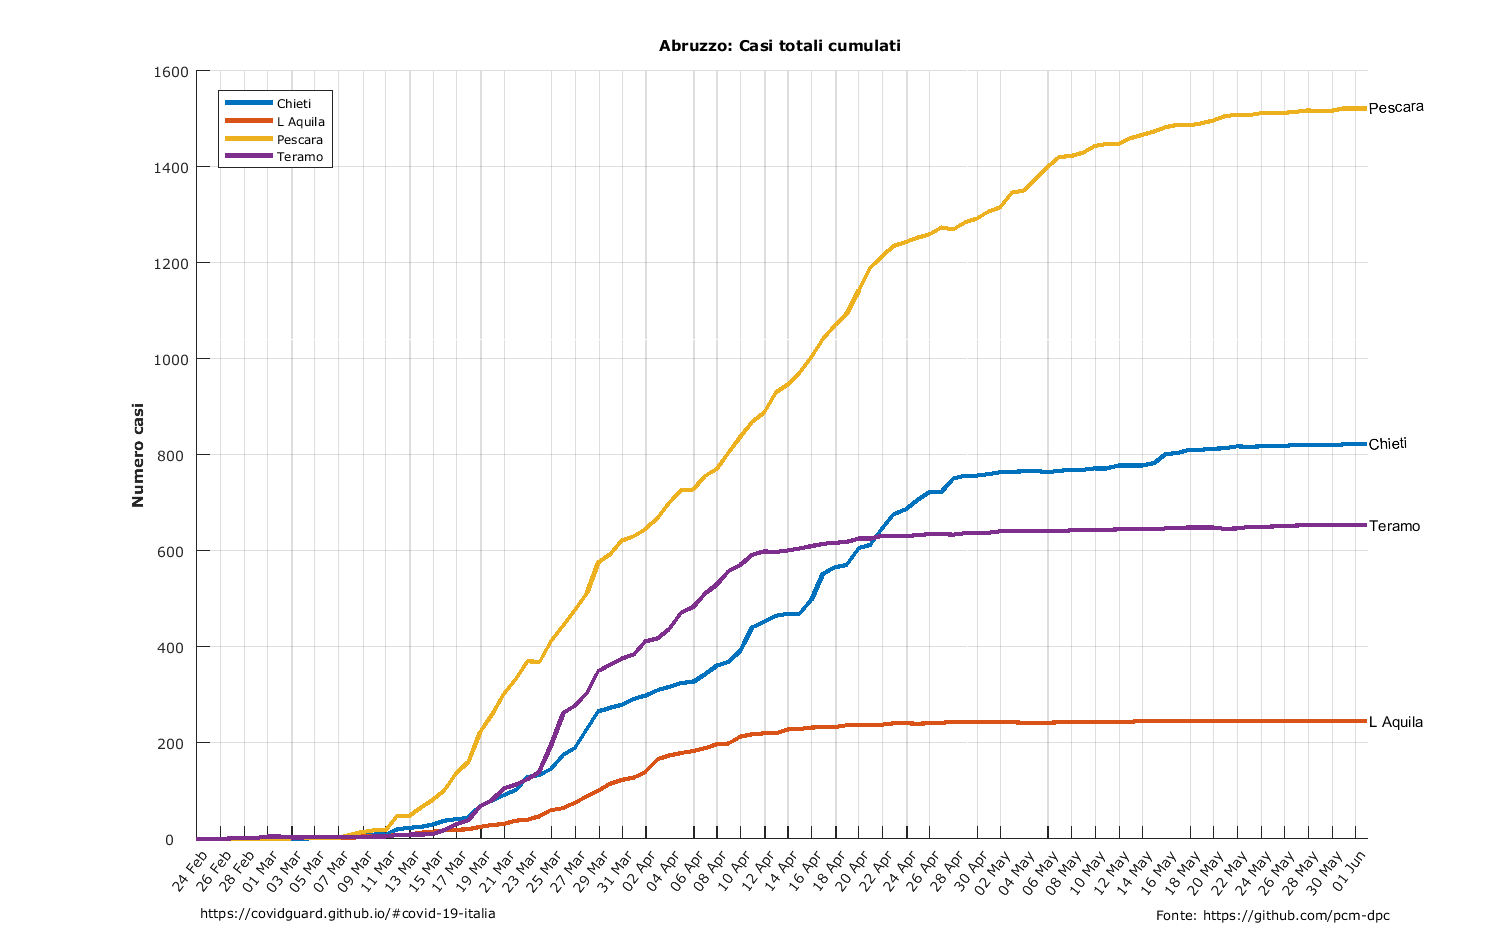 Abruzzo: Casi totali cumulati
Numero casi
1600
1400
1200
1000
800
600
400
200
0
Chieti
L Aquila
Pescara
Teramo
Pescara
Chieti
Teramo
L Aquila
24 Feb
26 Feb
28 Feb
01 Mar
03 Mar
05 Mar
07 Mar
09 Mar
11 Mar
13 Mar
15 Mar
17 Mar
19 Mar
21 Mar
23 Mar
25 Mar
27 Mar
29 Mar
31 Mar
02 Apr
04 Apr
06 Apr
08 Apr
10 Apr
12 Apr
14 Apr
16 Apr
18 Apr
20 Apr
22 Apr
24 Apr
26 Apr
28 Apr
30 Apr
02 May
04 May
06 May
08 May
10 May
12 May
14 May
16 May
18 May
20 May
22 May
24 May
26 May
28 May
30 May
01 Jun
https://covidguard.github.io/#covid-19-italia
Fonte: https://github.com/pcm-dpc